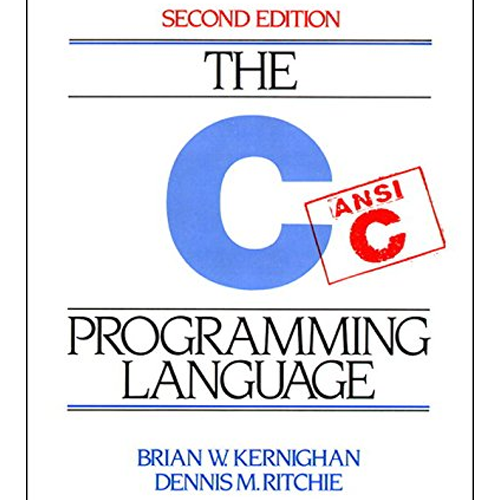 SECOND EDITION
THE
C
ANSI
C
PROGRAMMING
LANGUAGE
BRIAN W. KERNIGHAN
DENNIS M. RITCHIE